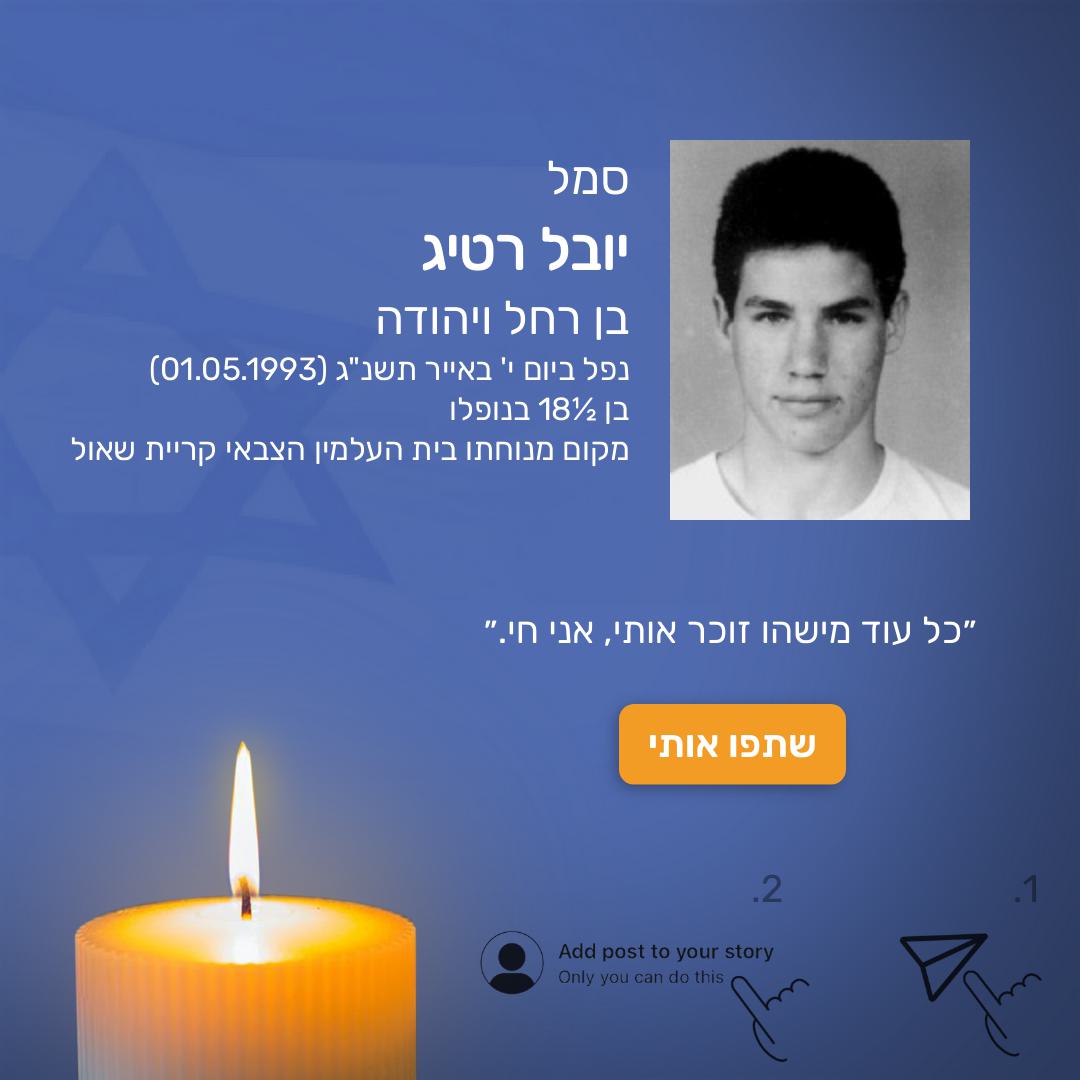 סמל
יובל רטיג
בן רחל ויהודה
נפל ביום י' באייר תשנ"ג (01.05.1993)
בן 18½ בנופלו
מקום מנוחתו בית העלמין הצבאי קריית שאול
״כל עוד מישהו זוכר אותי, אני חי.״
שתפו אותי
.1
.2
Add post to your story
Only you can do this